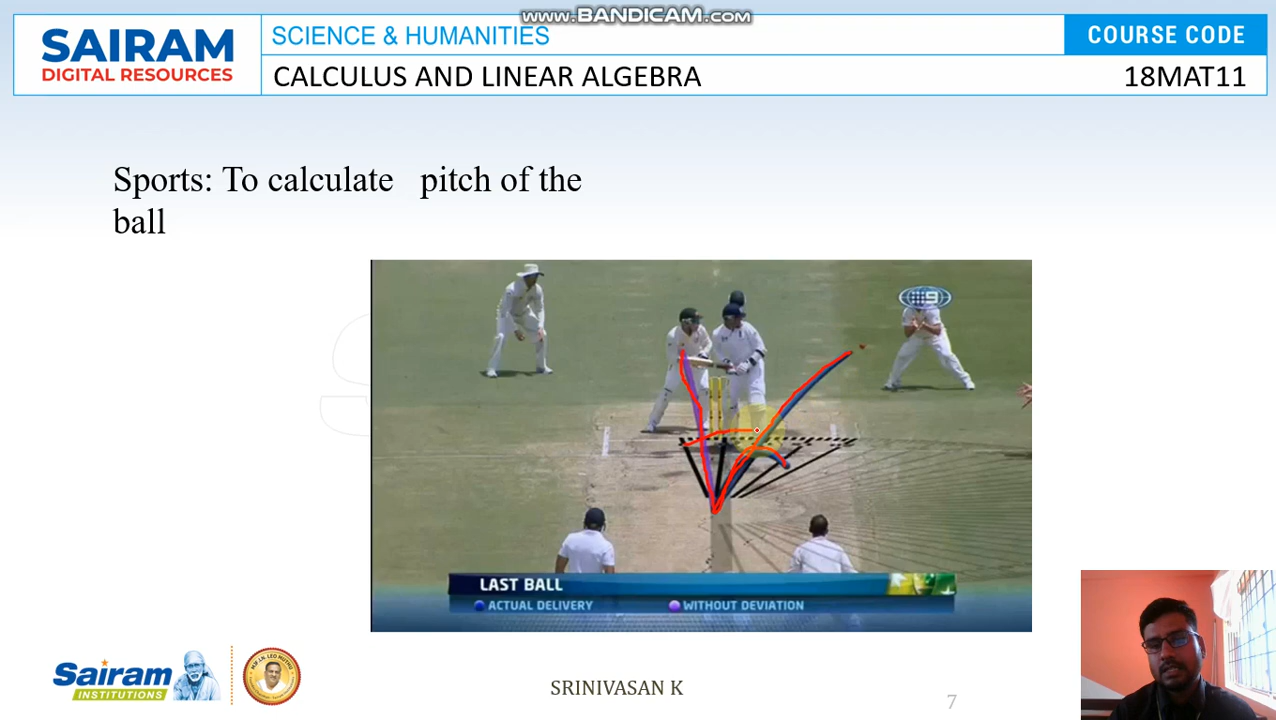 www.BANDICAM.com
SAIRAM
DIGITAL RESOURCES
SCIENCE & HUMANITIES
COURSE CODE
CALCULUS AND LINEAR ALGEBRA
18MAT11
Sports: To calculate pitch of the
ball
9
LAST BALL
ACTUAL DELIVERY
WITHOUT DEVIATION
Sairam
INSTITUTIONS
SRINIVASAN K
7